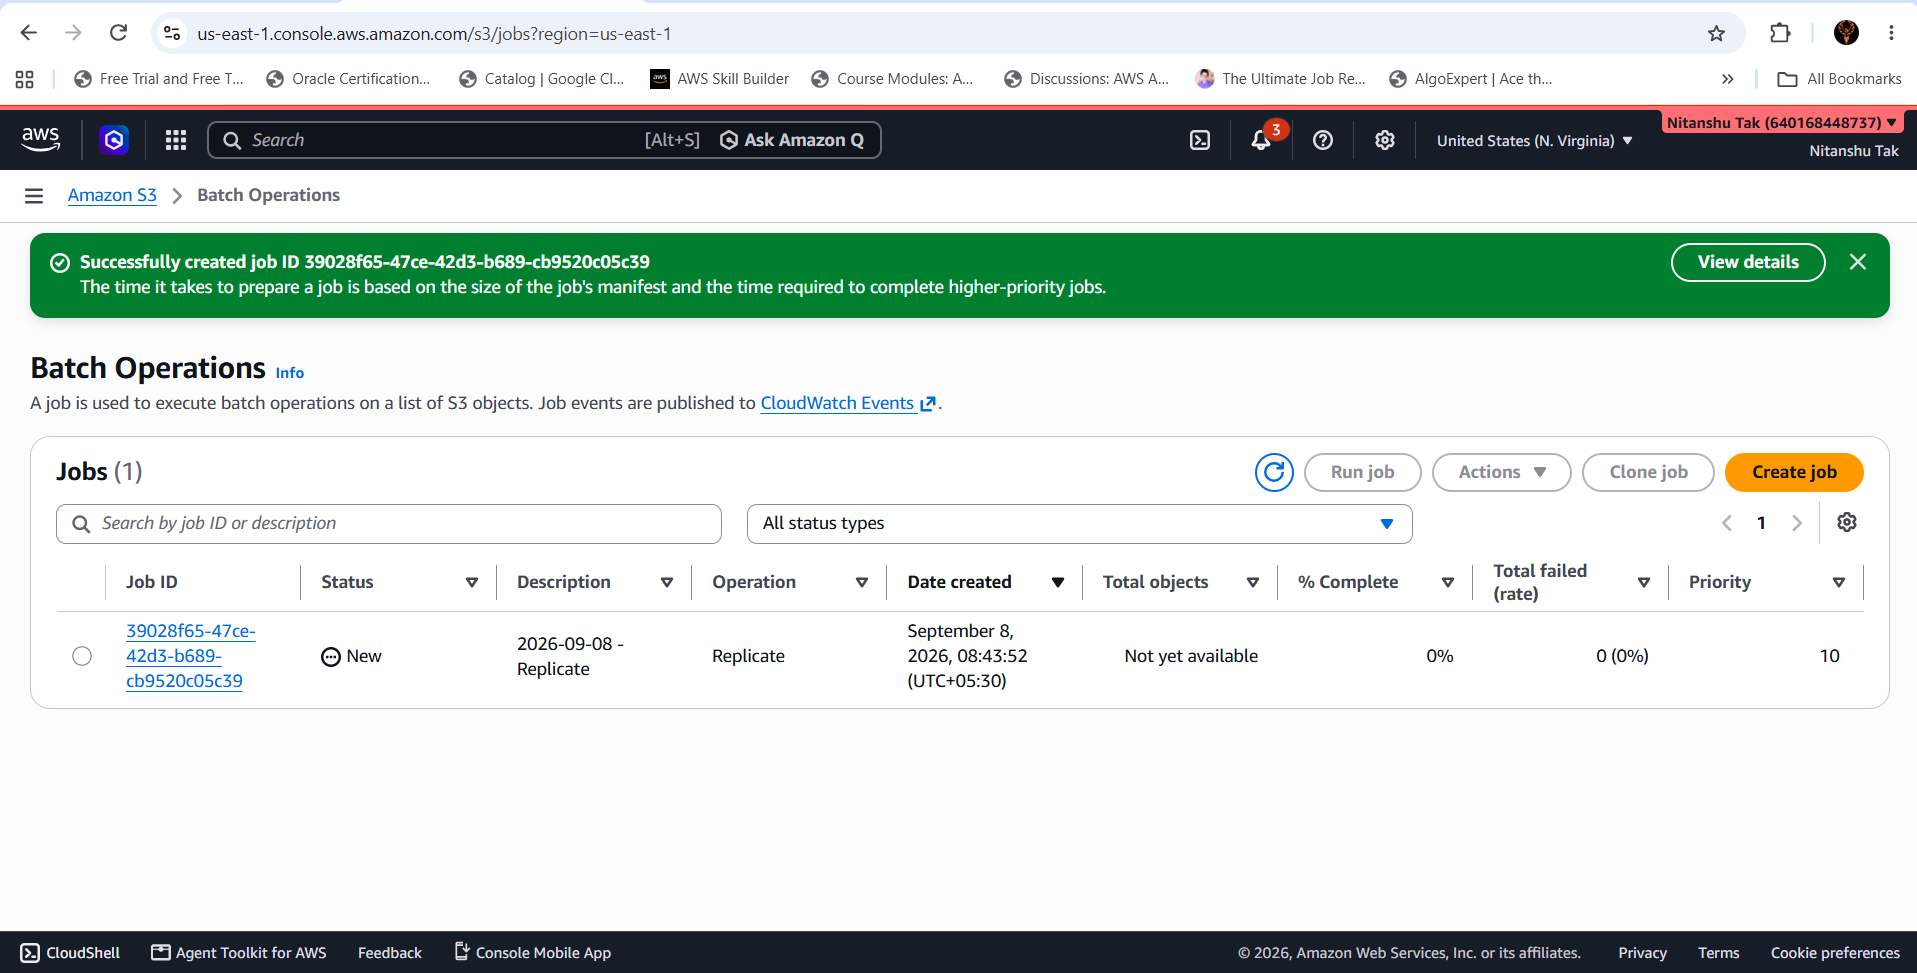 us-east-1.console.aws.amazon.com/s3/jobs?region=us-east-1
Free Trial and Free T...
Oracle Certification...
Catalog | Google Cl...
aws
AWS Skill Builder
Course Modules: A...
Discussions: AWS A...
The Ultimate Job Re...
AlgoExpert | Ace th...
All Bookmarks
aws
Search
[Alt+S]
Ask Amazon Q
3
United States (N. Virginia)
Nitanshu Tak (640168448737)
Nitanshu Tak
Amazon S3
Batch Operations
Successfully created job ID 39028f65-47ce-42d3-b689-cb9520c05c39
The time it takes to prepare a job is based on the size of the job's manifest and the time required to complete higher-priority jobs.
View details
Batch Operations Info
A job is used to execute batch operations on a list of S3 objects. Job events are published to CloudWatch Events .
Jobs (1)
Run job
Actions
Clone job
Create job
Search by job ID or description
All status types
1
Job ID
Status
Description
Operation
Date created
Total objects
% Complete
Total failed
(rate)
Priority
39028f65-47ce-
42d3-b689-
cb9520c05c39
New
2026-09-08 -
Replicate
Replicate
September 8,
2026, 08:43:52
(UTC+05:30)
Not yet available
0%
0 (0%)
10
CloudShell
Agent Toolkit for AWS
Feedback
Console Mobile App
© 2026, Amazon Web Services, Inc. or its affiliates.
Privacy
Terms
Cookie preferences